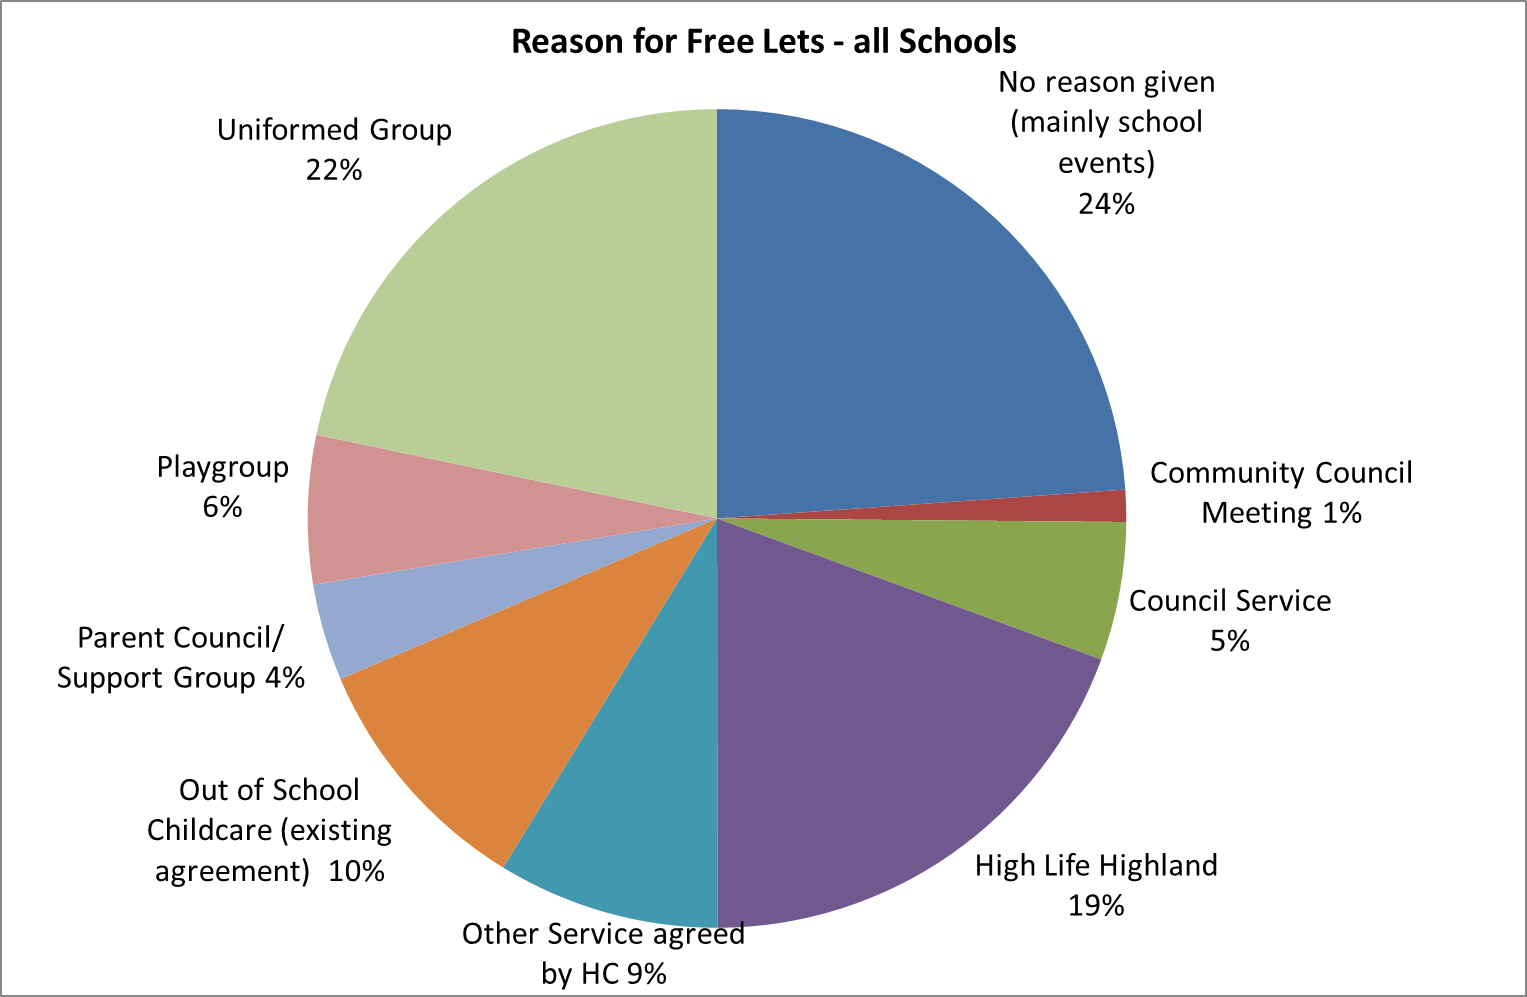 Reason for Free Lets - all Schools
No reason given
(mainly school
events)
24%
Community Council
Meeting 1%
Council Service
5%
High Life Highland
19%
Other Service agreed
by HC 9%
Out of School
Childcare (existing
agreement)  10%
Parent Council/
Support Group 4%
Playgroup
6%
Uniformed Group
22%